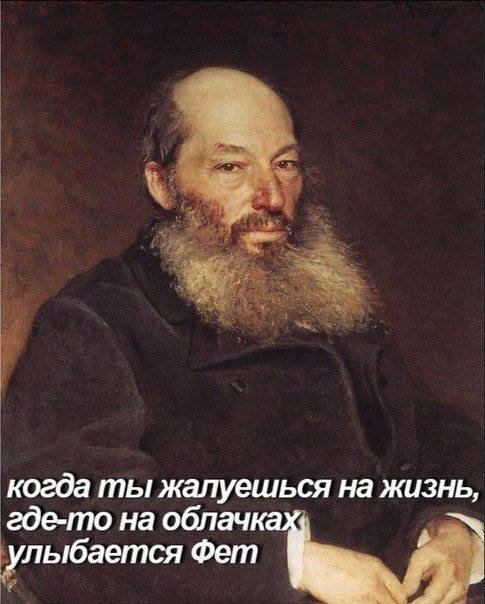 когда ты жалуешься на жизнь,
где-то на облачках
улыбается Фет